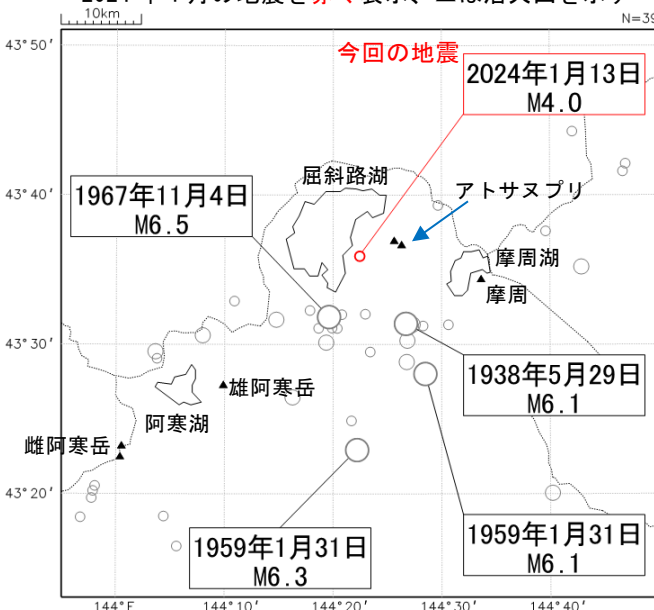 10km
N=39
43°50′
今回の地震
2024年1月13日
M4.0
43°40′
屈斜路湖
アトサヌプリ
1967年11月4日
M6.5
摩周湖
摩周
43°30′
1938年5月29日
M6.1
雄阿寒岳
阿寒湖
雌阿寒岳
43°20′
1959年1月31日
M6.3
1959年1月31日
M6.1
144°E
144°10′
144°20′
144°30′
144°40′